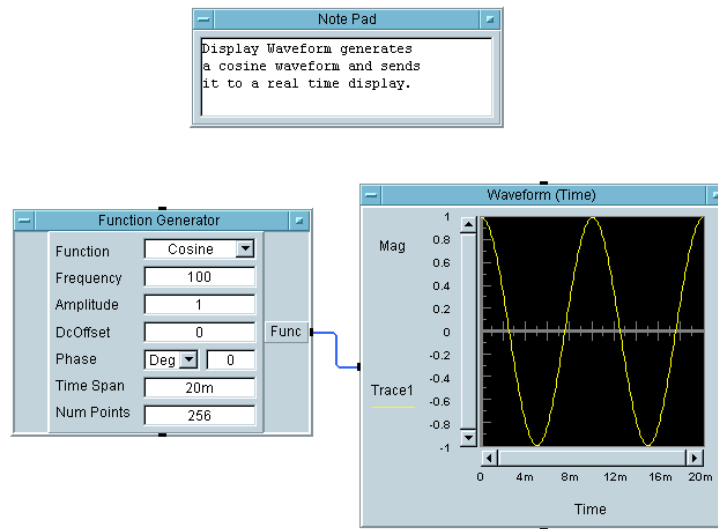 Note Pad
Display Waveform generates
a cosine waveform and sends
it to a real time display.
Function Generator
Function Cosine
Frequency 100
Amplitude 1
DcOffset 0
Phase Deg 0
Time Span 20m
Num Points 256
Func
Waveform (Time)
Mag
Trace1
1
0.8
0.6
0.4
0.2
0
-0.2
-0.4
-0.6
-0.8
-1
0 4m 8m 12m 16m 20m
Time